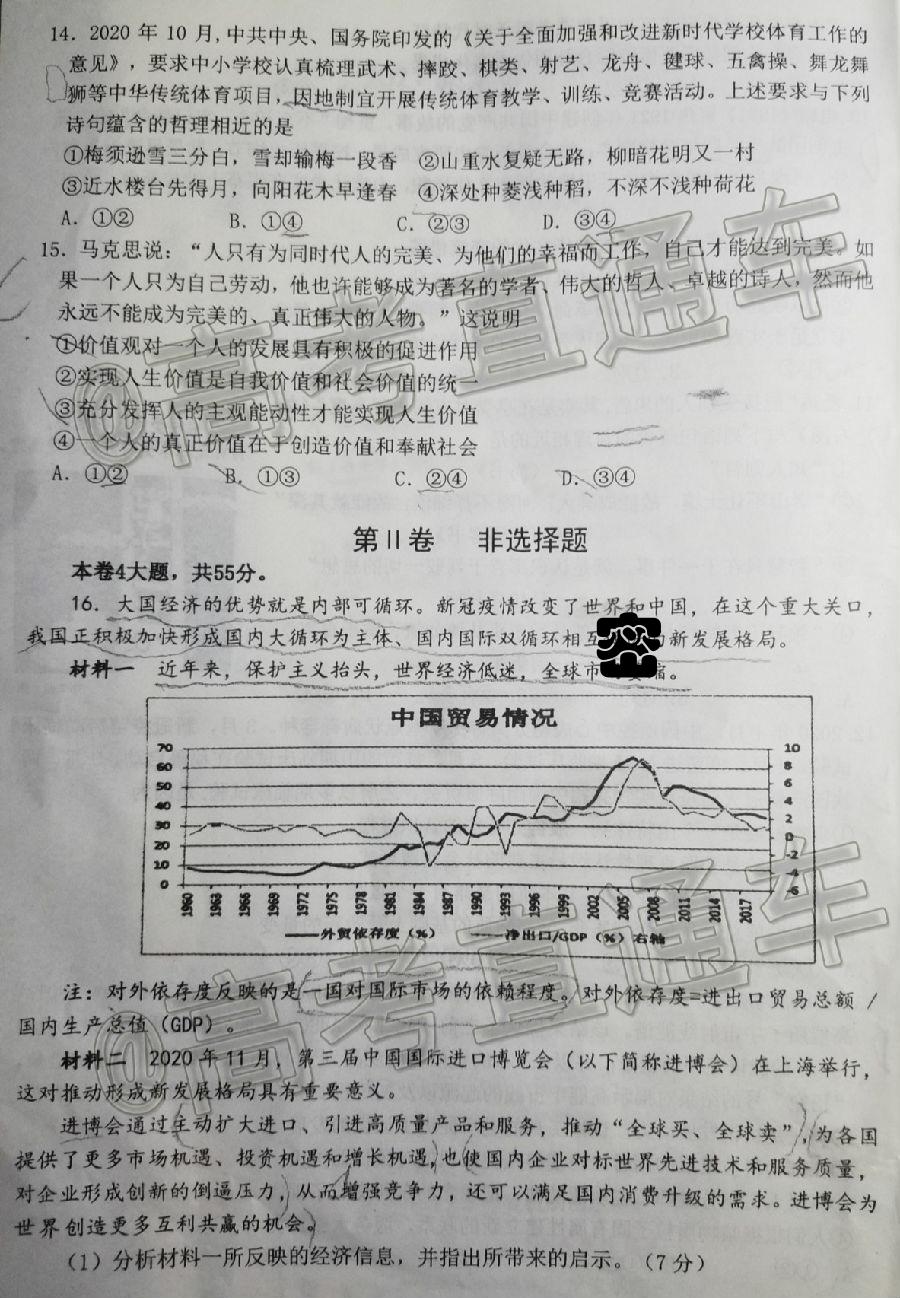 14. 2020 年 10 月,中共中央、国务院印发的《关于全面加强和改进新时代学校体育工作的
意见》，要求中小学校认真梳理武术、摔跤、棋类、射艺、龙舟、毽球、五禽操、舞龙舞
狮等中华传统体育项目，因地制宜开展传统体育教学、训练、竞赛活动。上述要求与下列
诗句蕴含的哲理相近的是
①梅须逊雪三分白，雪却输梅一段香 ②山重水复疑无路，柳暗花明又一村
③近水楼台先得月，向阳花木早逢春 ④深处种菱浅种稻，不深不浅种荷花
A. ①② B. ①④ C. ②③ D. ③④
15. 马克思说：“人只有为同时代人的完美、为他们的幸福而工作，自己才能达到完美。如
果一个人只为自己劳动，他也许能够成为著名的学者、伟大的哲人、卓越的诗人，然而他
永远不能成为完美的、真正伟大的人物。”这说明
①价值观对一个人的发展具有积极的促进作用
②实现人生价值是自我价值和社会价值的统一
③充分发挥人的主观能动性才能实现人生价值
④一个人的真正价值在于创造价值和奉献社会
A. ①② B. ①③ C. ②④ D. ③④
第Ⅱ卷 非选择题
本卷4大题，共55分。
16. 大国经济的优势就是内部可循环。新冠疫情改变了世界和中国，在这个重大关口，
我国正积极加快形成国内大循环为主体、国内国际双循环相互 的新发展格局。
材料一 近年来，保护主义抬头，世界经济低迷，全球市 缩。
中国贸易情况
70 60 50 40 30 20 10 0
10 8 6 4 2 0 -2 -4 -6
1960 1963 1966 1969 1972 1975 1978 1981 1984 1987 1990 1993 1996 1999 2002 2005 2008 2011 2014 2017
外贸依存度（%） 净出口/GDP（%）右轴
注：对外依存度反映的是一国对国际市场的依赖程度。对外依存度=进出口贸易总额 /
国内生产总值（GDP）。
材料二 2020 年 11 月，第三届中国国际进口博览会（以下简称进博会）在上海举行，
这对推动形成新发展格局具有重要意义。
进博会通过主动扩大进口、引进高质量产品和服务，推动“全球买、全球卖”，为各国
提供了更多市场机遇、投资机遇和增长机遇，也使国内企业对标世界先进技术和服务质量，
对企业形成创新的倒逼压力，从而增强竞争力，还可以满足国内消费升级的需求。进博会为
世界创造更多互利共赢的机会。
（1）分析材料一所反映的经济信息，并指出所带来的启示。（7 分）
@高考直通车
@高考直通车